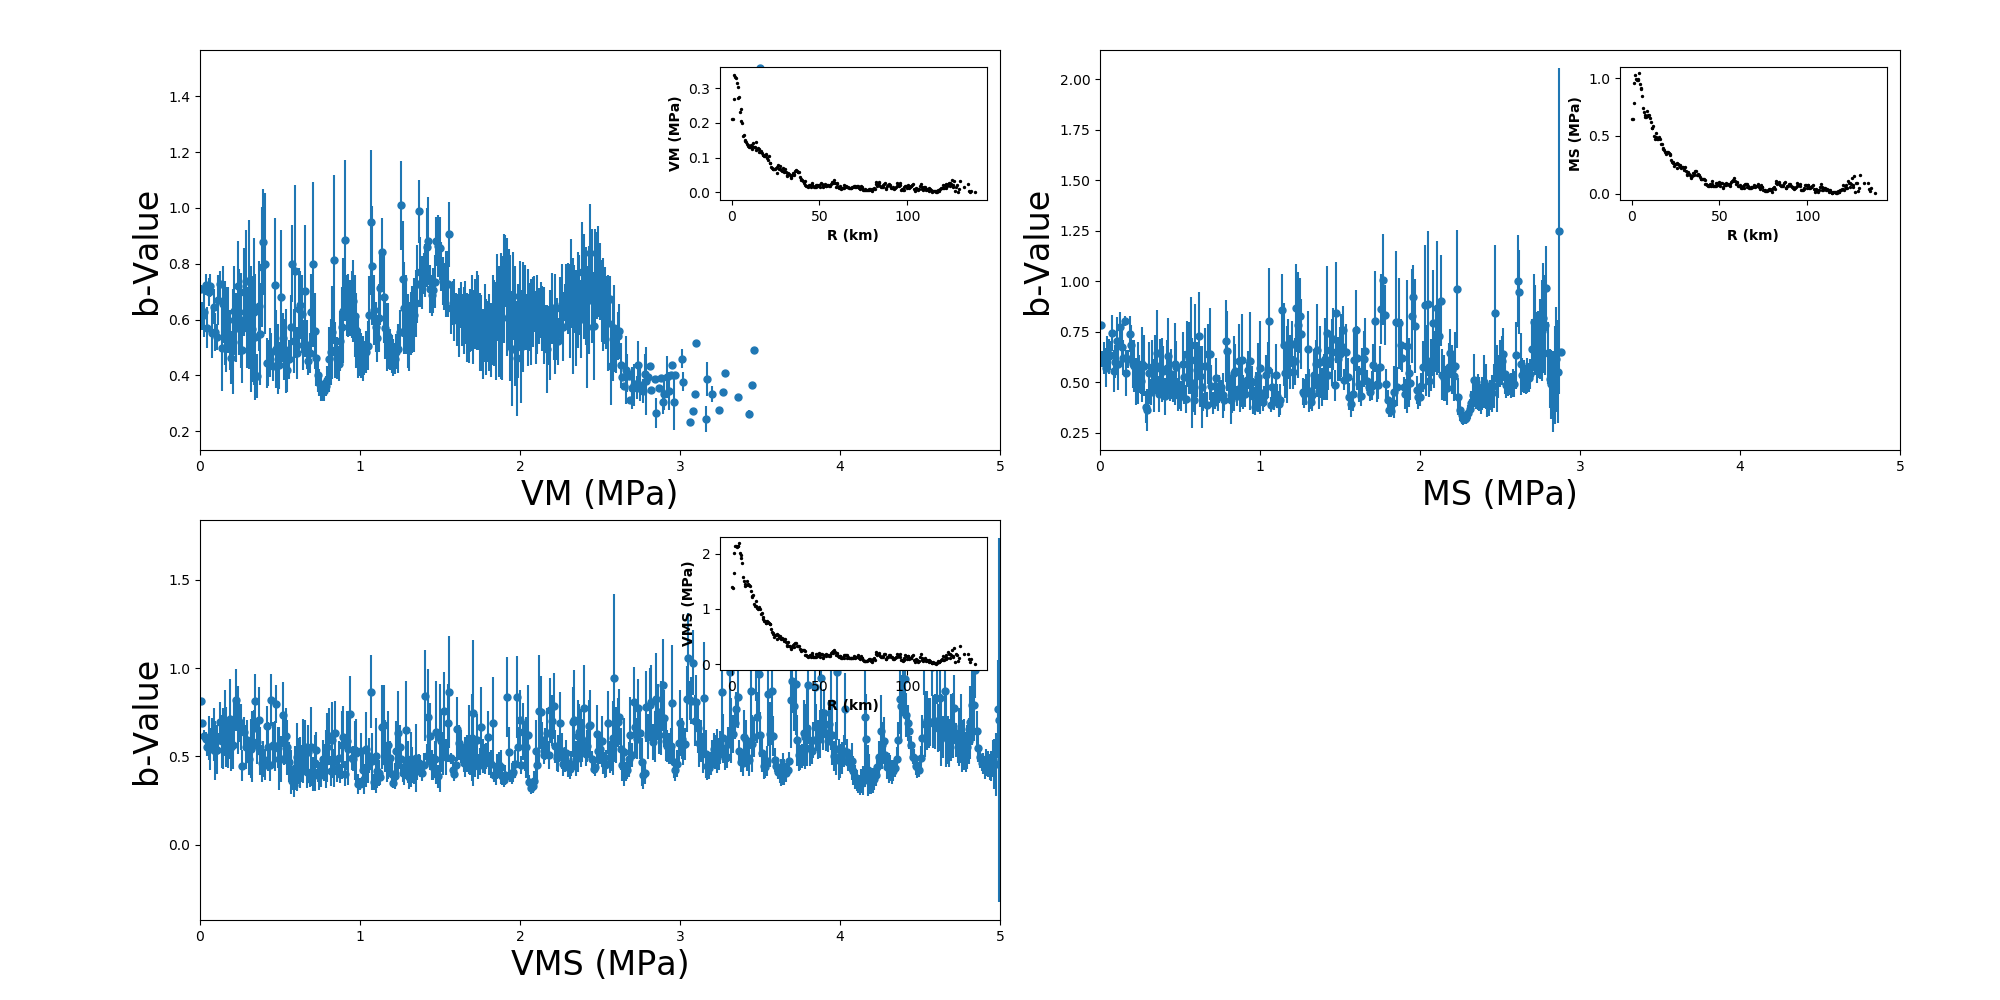 b-Value
1.4
1.2
1.0
0.8
0.6
0.4
0.2
0 1 2 3 4 5
VM (MPa)
VM (MPa)
0.3
0.2
0.1
0.0
0 50 100
R (km)
b-Value
2.00
1.75
1.50
1.25
1.00
0.75
0.50
0.25
0 1 2 3 4 5
MS (MPa)
MS (MPa)
1.0
0.5
0.0
0 50 100
R (km)
b-Value
1.5
1.0
0.5
0.0
0 1 2 3 4 5
VMS (MPa)
VMS (MPa)
2
1
0
0 50 100
R (km)